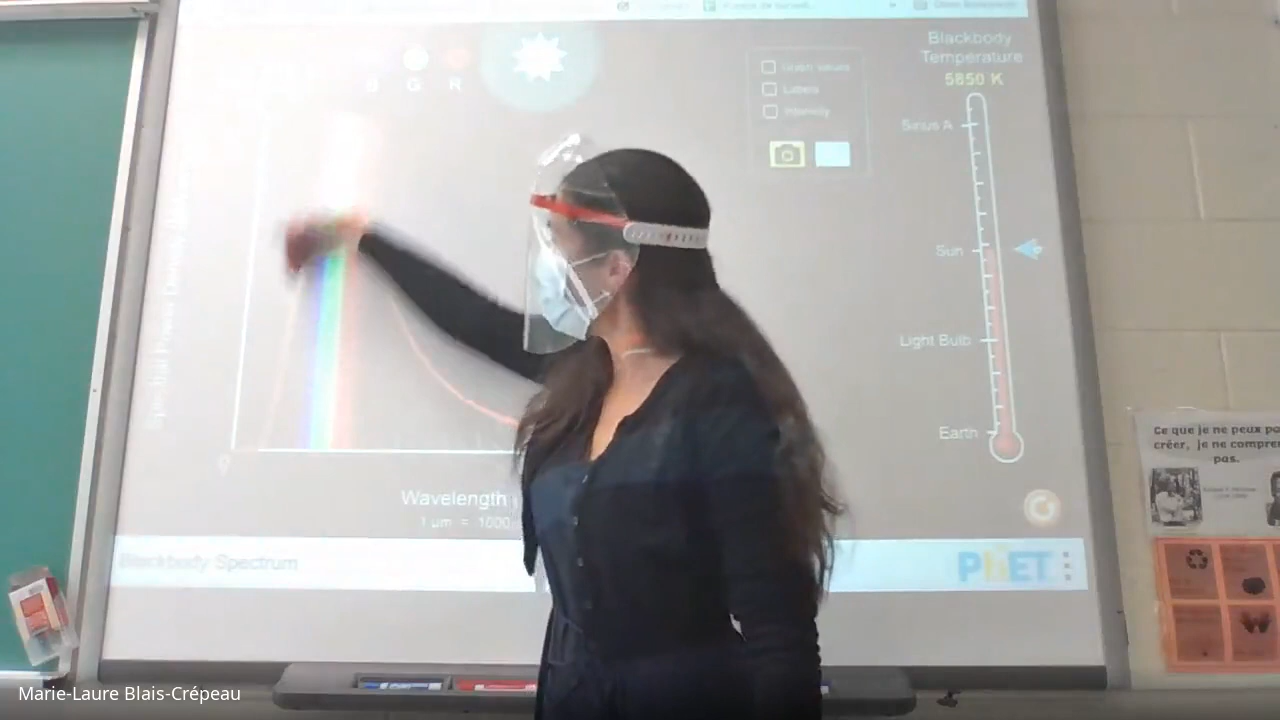 Blackbody
Temperature
5850 K
B G R
Graph Values
Labels
Intensity
Sirius A
Sun
Light Bulb
Earth
Wavelength
1 µm = 1000
Blackbody Spectrum
PhET
Ce que je ne peux pa
créer, je ne compren
pas.
Marie-Laure Blais-Crépeau